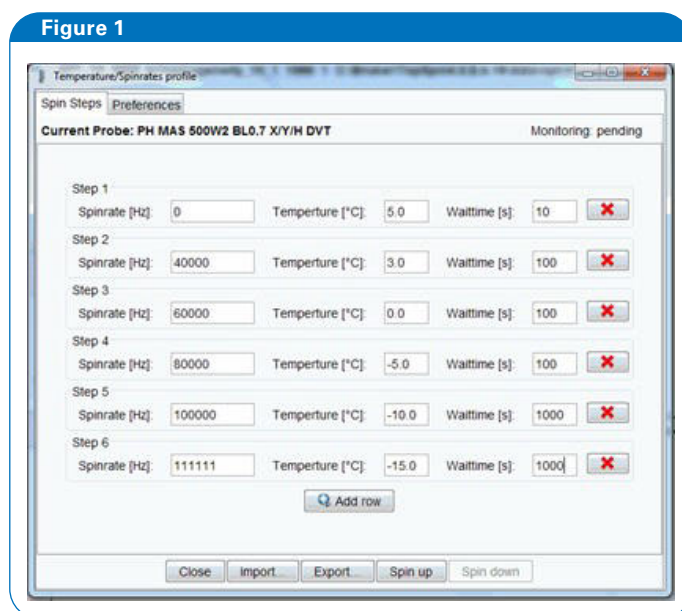 Figure 1
Temperature/Spinrates profile
Spin Steps Preferences
Current Probe: PH MAS 500W2 BL0.7 X/Y/H DVT Monitoring: pending
Step 1
Spinrate [Hz]: 0 Temperture [°C]: 5.0 Waittime [s]: 10
Step 2
Spinrate [Hz]: 40000 Temperture [°C]: 3.0 Waittime [s]: 100
Step 3
Spinrate [Hz]: 60000 Temperture [°C]: 0.0 Waittime [s]: 100
Step 4
Spinrate [Hz]: 80000 Temperture [°C]: -5.0 Waittime [s]: 100
Step 5
Spinrate [Hz]: 100000 Temperture [°C]: -10.0 Waittime [s]: 1000
Step 6
Spinrate [Hz]: 111111 Temperture [°C]: -15.0 Waittime [s]: 1000
Add row
Close Import... Export... Spin up Spin down